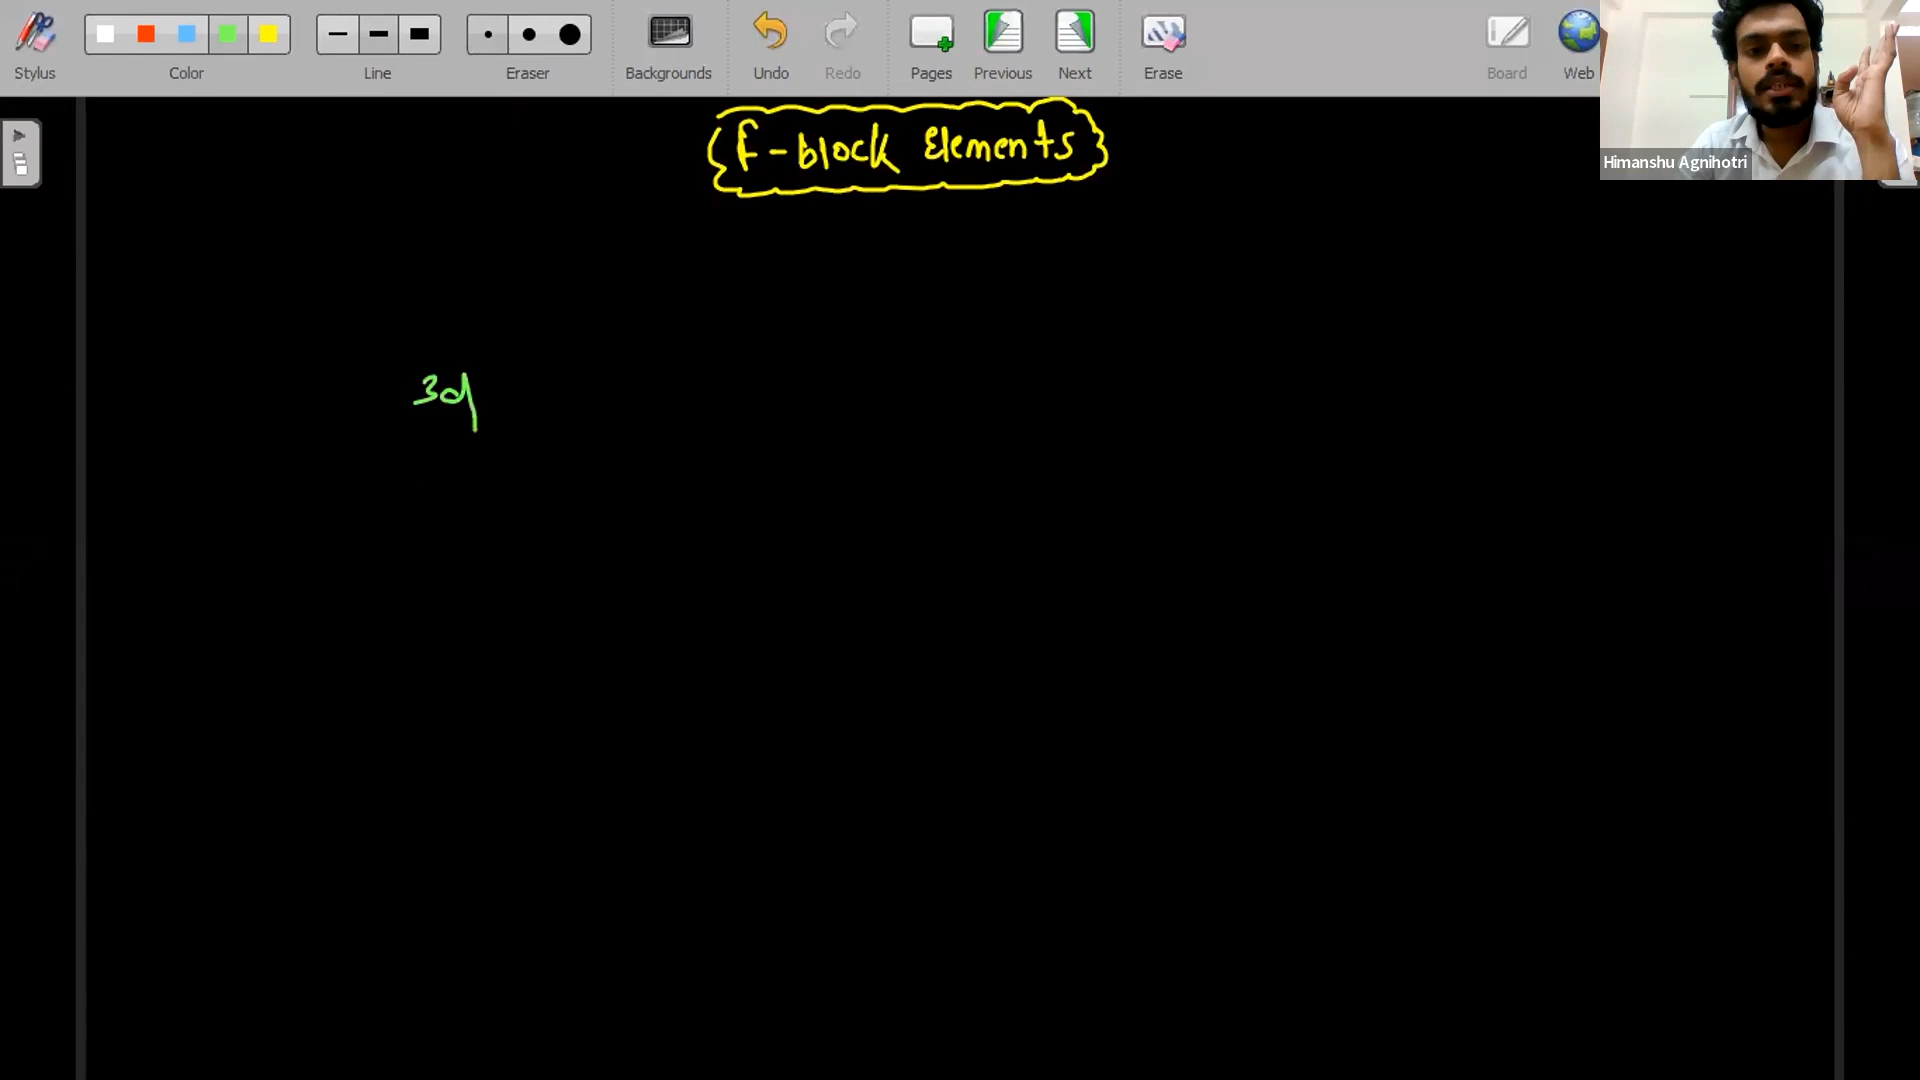 Stylus Color Line Eraser Backgrounds Undo Redo Pages Previous Next Erase Board Web
Himanshu Agnihotri
F-block Elements
3d